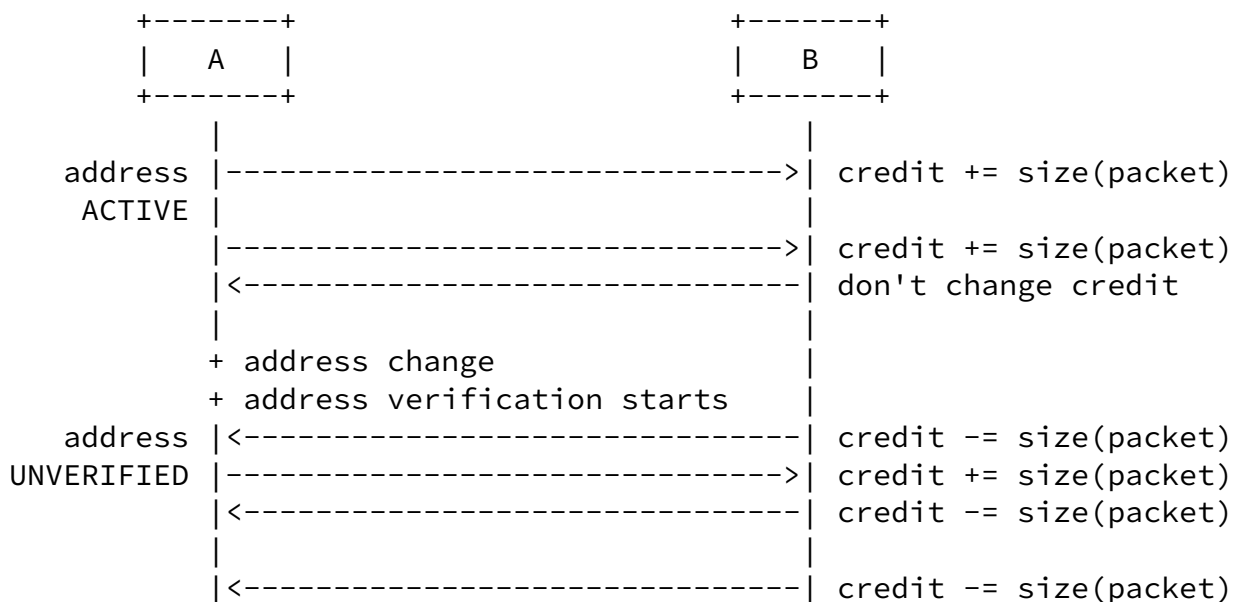 +-------+ +-------+
| A | | B |
+-------+ +-------+
| |
address |------------------------------->| credit += size(packet)
ACTIVE | |
|------------------------------->| credit += size(packet)
|<-------------------------------| don't change credit
| |
+ address change |
+ address verification starts |
address |<-------------------------------| credit -= size(packet)
UNVERIFIED |------------------------------->| credit += size(packet)
|<-------------------------------| credit -= size(packet)
| |
|<-------------------------------| credit -= size(packet)